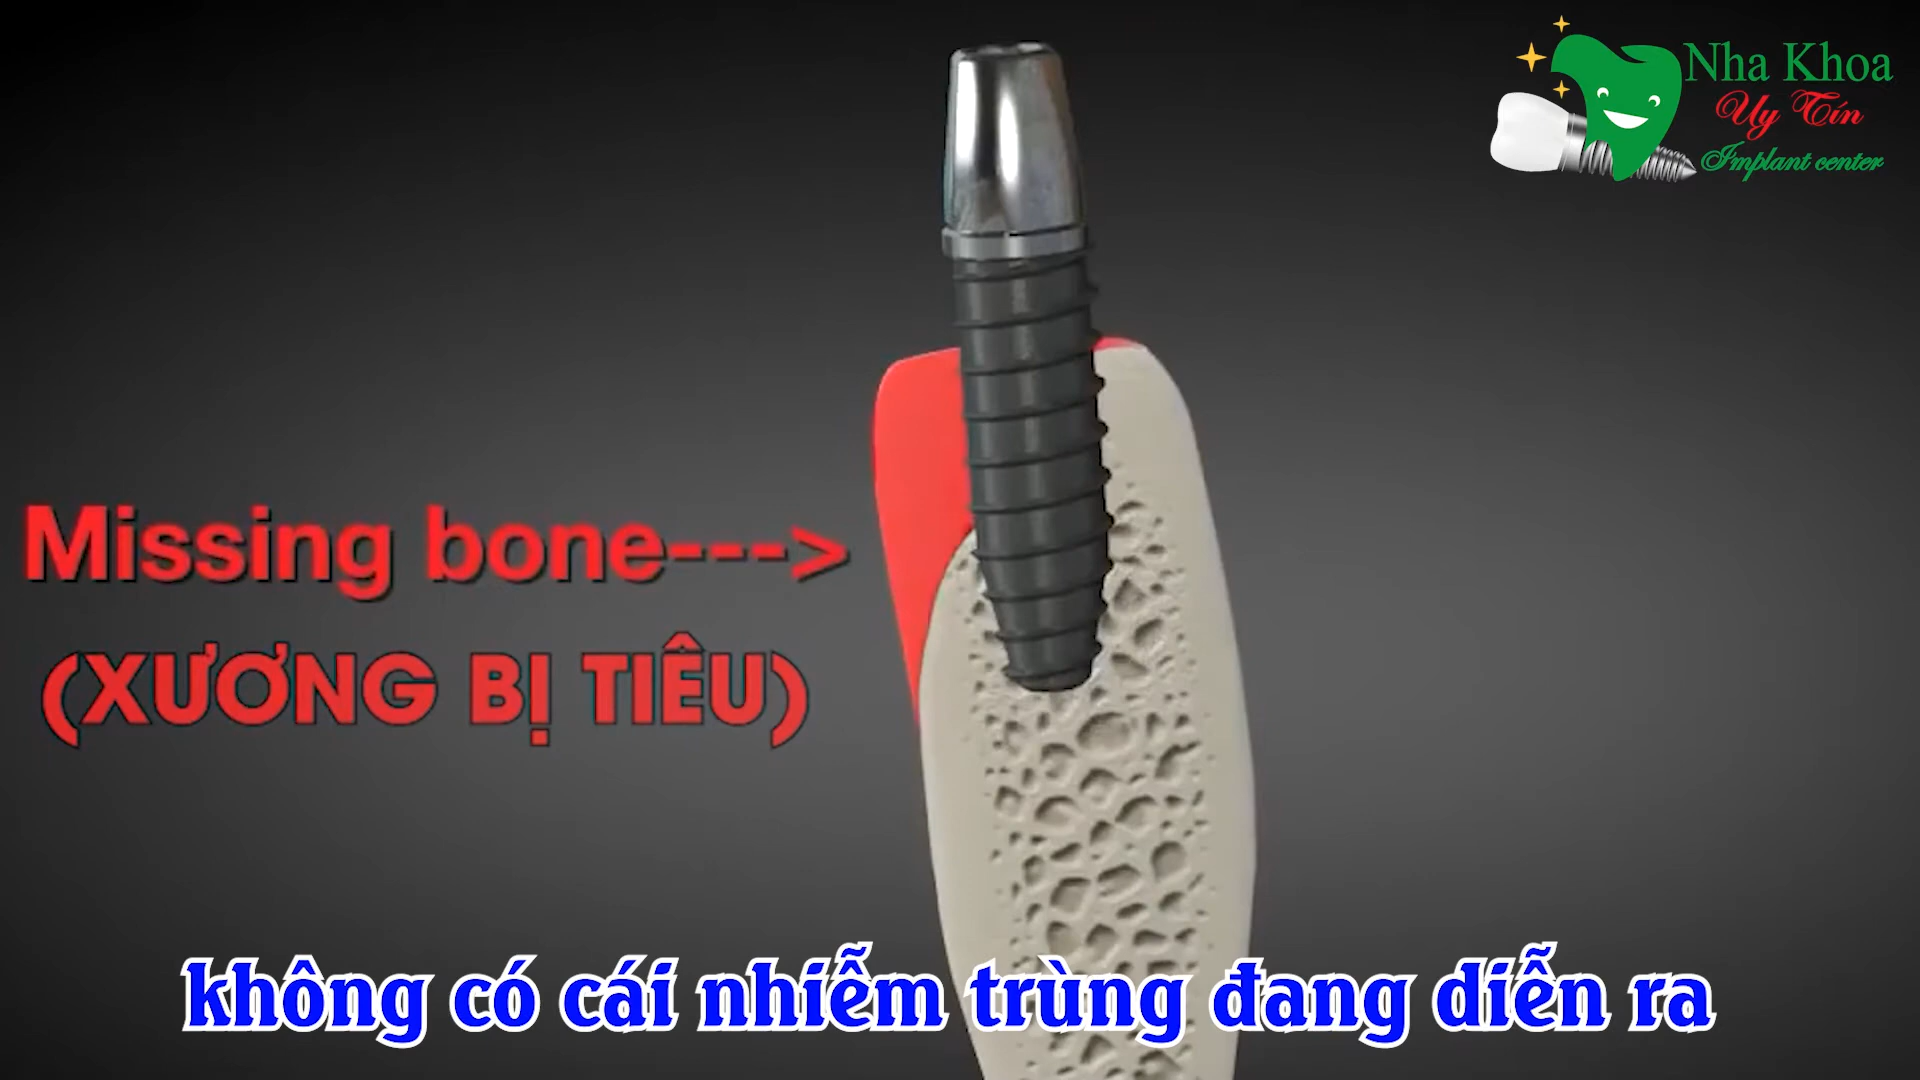 Nha Khoa
Uy Tín
Implant center
Missing bone--->
(XƯƠNG BỊ TIÊU)
không có cái nhiễm trùng đang diễn ra